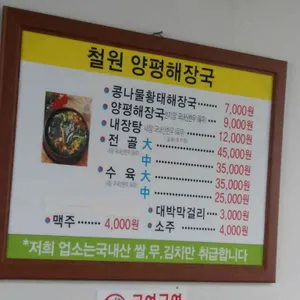 철원 양평해장국
• 콩나물황태해장국 ...... 7,000원
• 양평해장국 ...... 9,000원
• 내장탕 ...... 12,000원
• 전 골 大 ...... 45,000원
中 ...... 35,000원
• 수 육 大 ...... 35,000원
中 ...... 25,000원
• 대박막걸리 ...... 3,000원
• 맥주 ...... 4,000원 • 소주 ...... 4,000원
*저희 업소는국내산 쌀,무,김치만 취급합니다